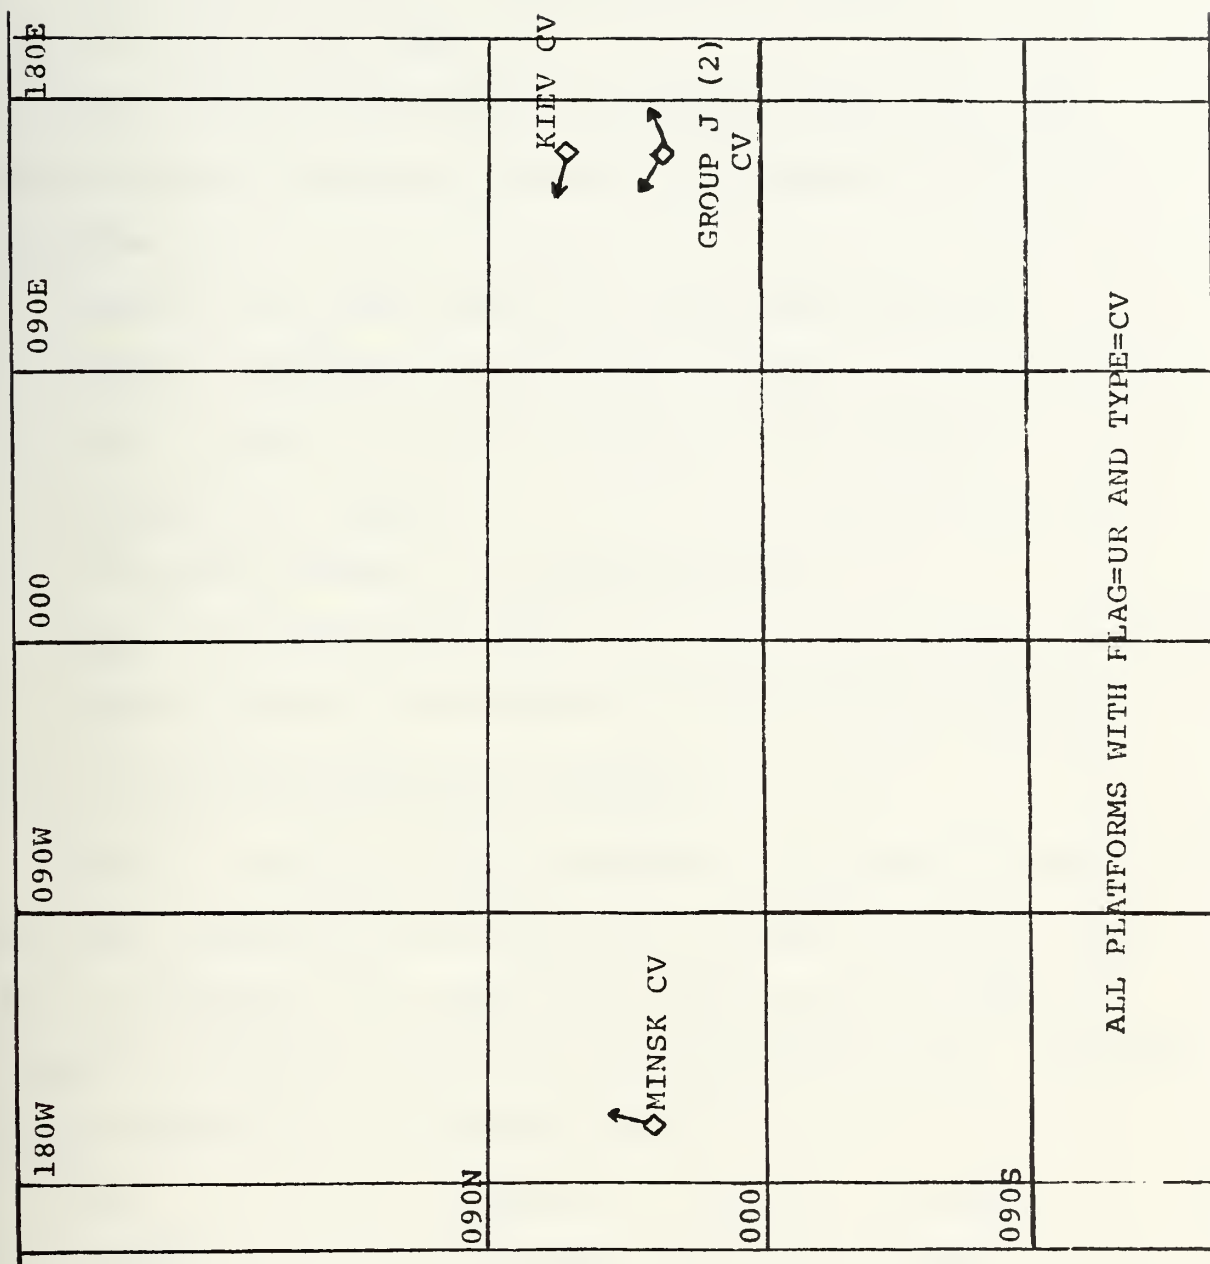 180W 090W 000 090E 180E
090N
KIEV CV
MINSK CV
GROUP J (2)
CV
000
090S
ALL PLATFORMS WITH FLAG=UR AND TYPE=CV